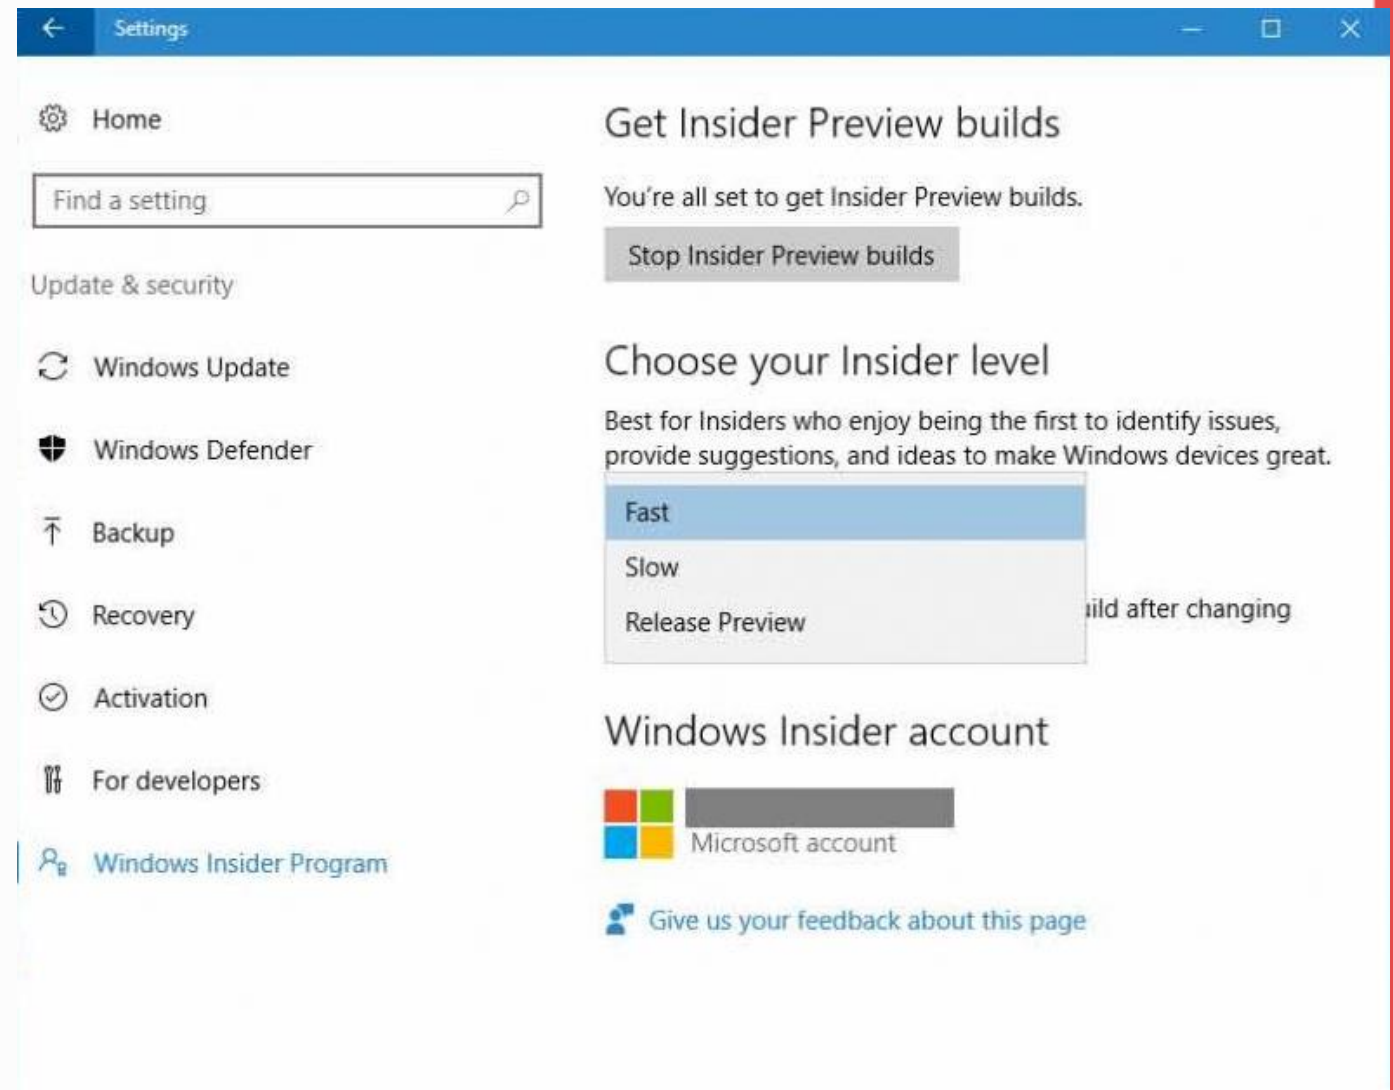 Settings
Home
Find a setting
Update & security
Windows Update
Windows Defender
Backup
Recovery
Activation
For developers
Windows Insider Program
Get Insider Preview builds
You're all set to get Insider Preview builds.
Stop Insider Preview builds
Choose your Insider level
Best for Insiders who enjoy being the first to identify issues,
provide suggestions, and ideas to make Windows devices great.
Fast
Slow
Release Preview
after changing
Windows Insider account
Microsoft account
Give us your feedback about this page